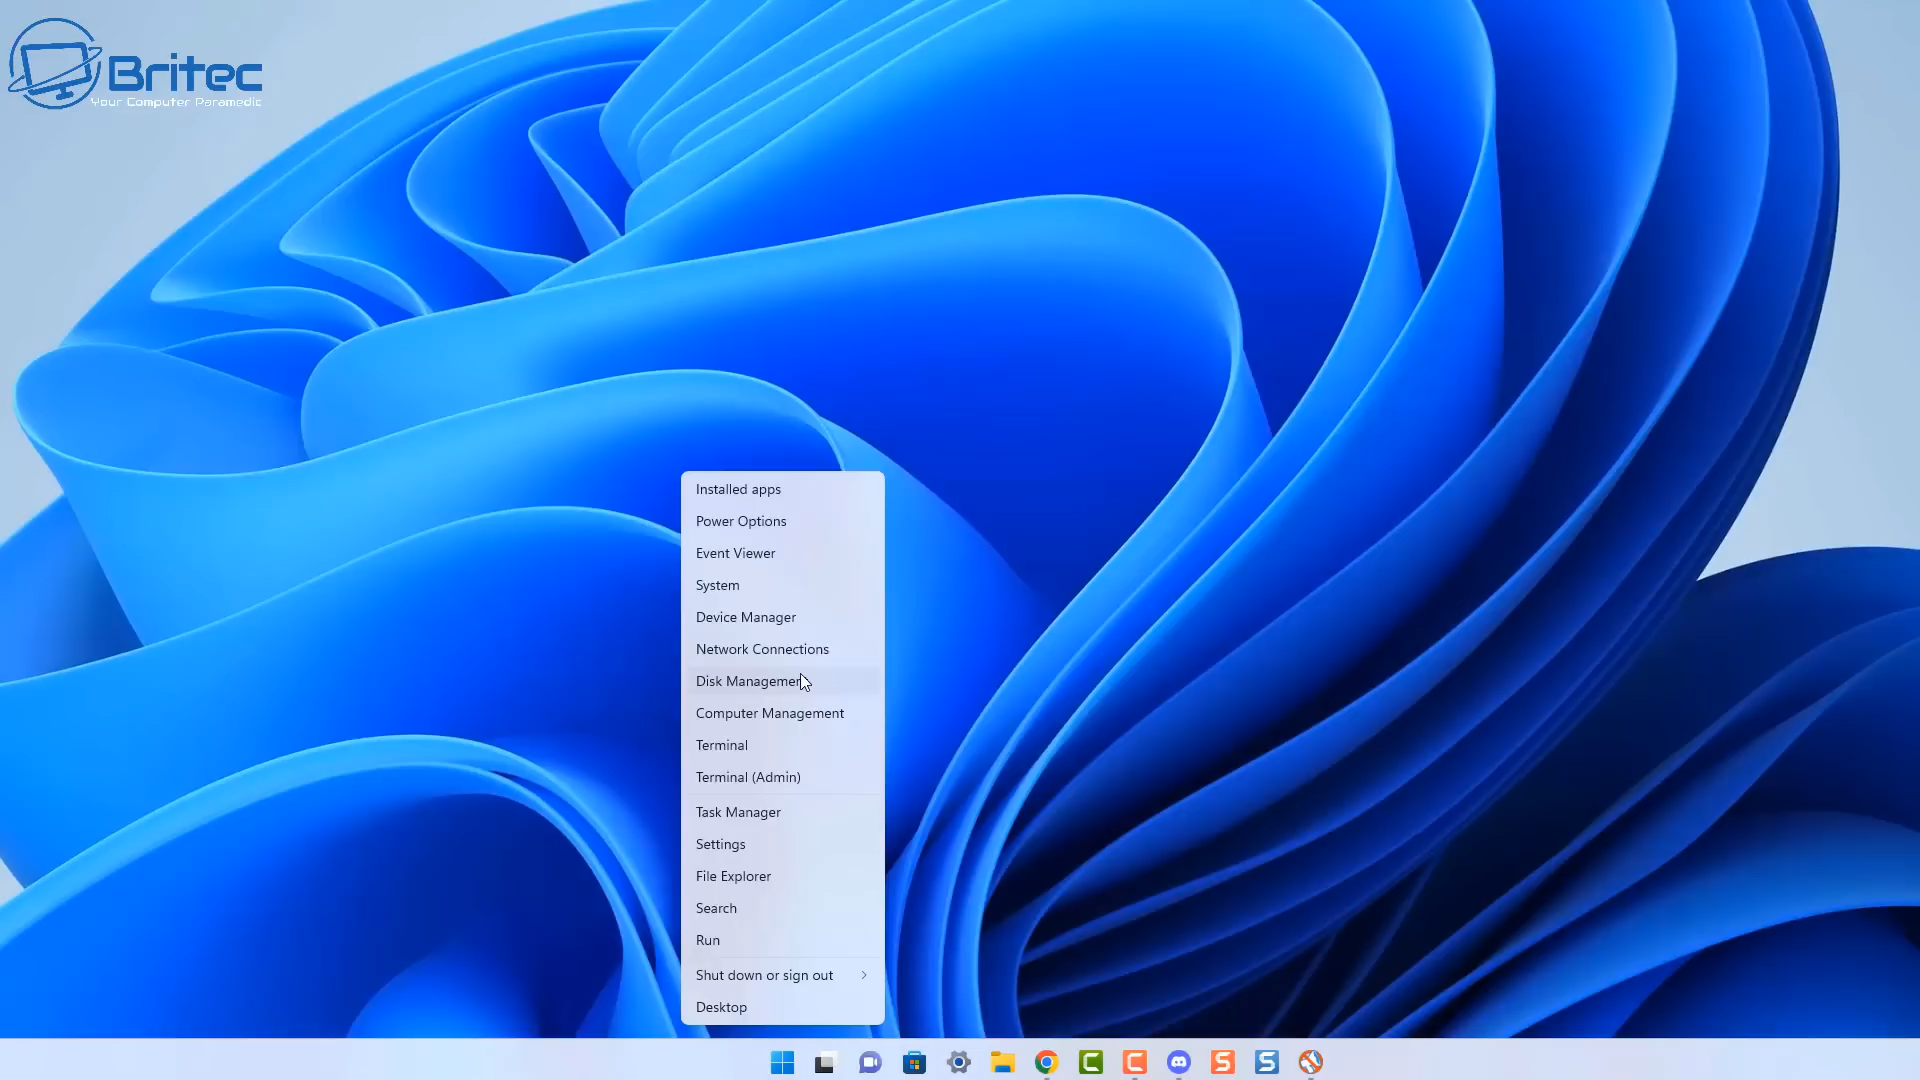 Britec
Your Computer Paramedic
Installed apps
Power Options
Event Viewer
System
Device Manager
Network Connections
Disk Management
Computer Management
Terminal
Terminal (Admin)
Task Manager
Settings
File Explorer
Search
Run
Shut down or sign out
Desktop